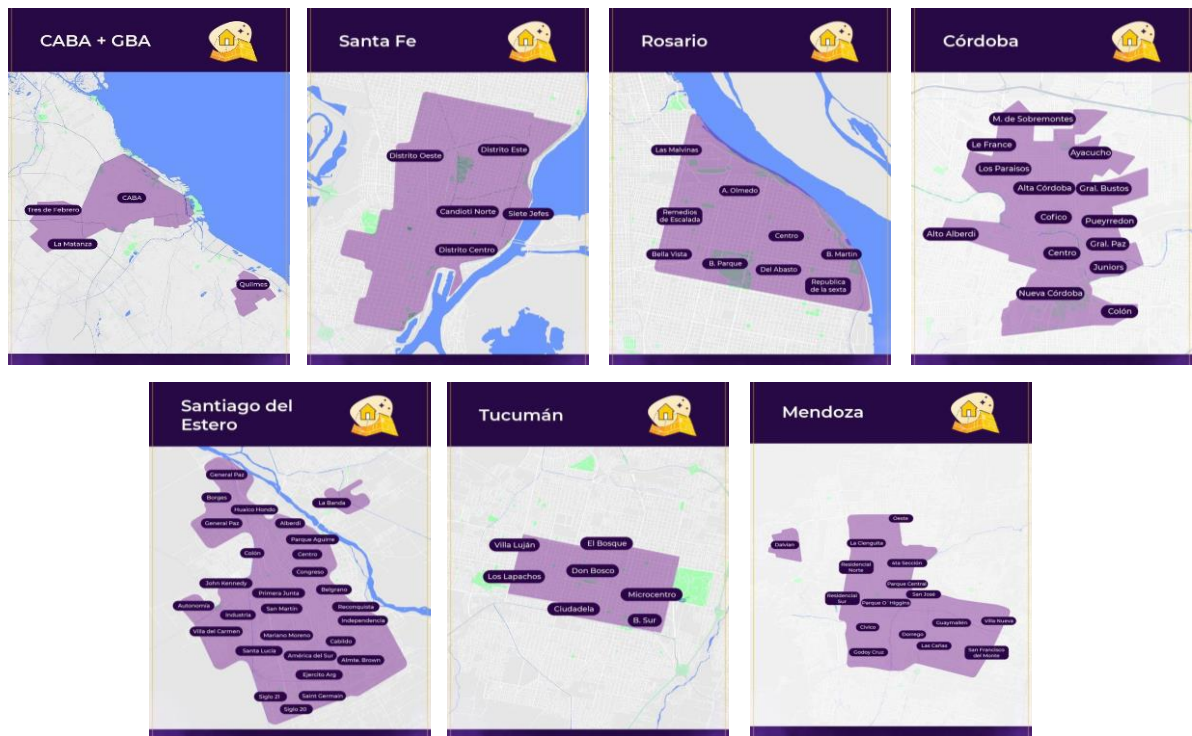 CABA + GBA
CABA
Tres de Febrero
La Matanza
Quilmes
Santa Fe
Distrito Oeste
Distrito Este
Candioti Norte
Siete Jefes
Distrito Centro
Rosario
Las Malvinas
A. Olmedo
Remedios
de Escalada
Centro
Bella Vista
B. Parque
Del Abasto
B. Martin
Republica
de la sexta
Córdoba
M. de Sobremontes
Le France
Ayacucho
Los Paraisos
Alta Córdoba
Gral. Bustos
Cofico
Pueyrredon
Alto Alberdi
Gral. Paz
Centro
Juniors
Nueva Córdoba
Colón
Santiago del
Estero
General Paz
Borges
La Banda
Huaico Hondo
General Paz
Alberdi
Parque Aguirre
Colón
Centro
Congreso
John Kennedy
Primera Junta
Belgrano
Autonomía
San Martín
Reconquista
Industria
Independencia
Villa del Carmen
Mariano Moreno
Cabildo
Santa Lucía
América del Sur
Almte. Brown
Ejercito Arg
Siglo 21
Saint Germain
Siglo 20
Tucumán
Villa Luján
El Bosque
Los Lapachos
Don Bosco
Microcentro
Ciudadela
B. Sur
Mendoza
Oeste
Dalvian
La Cienguita
Residencial
Norte
4ta Sección
Parque Central
Residencial
Sur
San José
Parque O´Higgins
Cívico
Guaymallén
Villa Nueva
Dorrego
Godoy Cruz
Las Cañas
San Francisco
del Monte